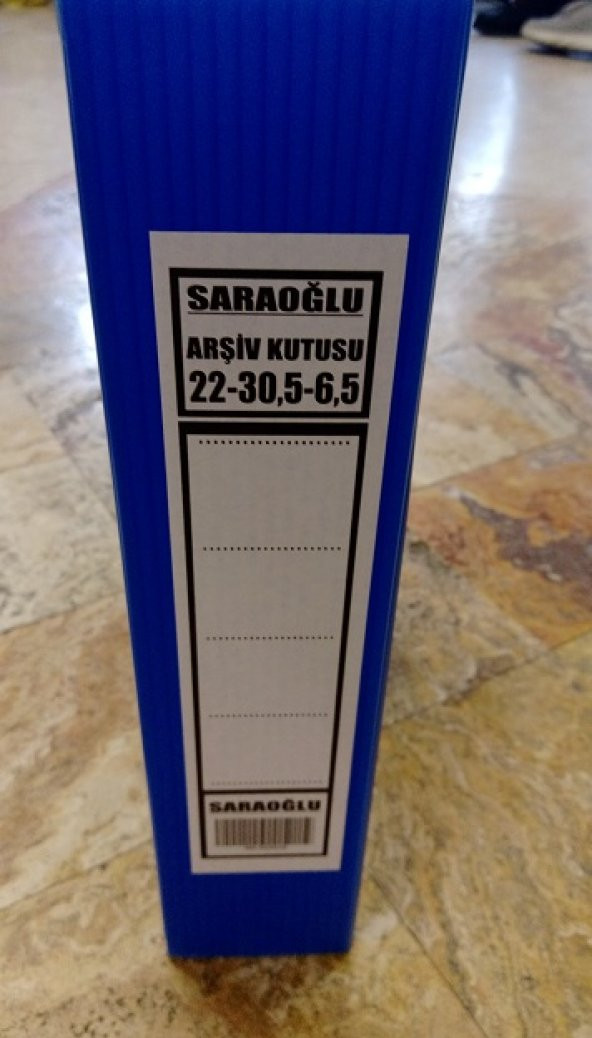 SARAOĞLU
ARŞİV KUTUSU
22-30,5-6,5
SARAOĞLU